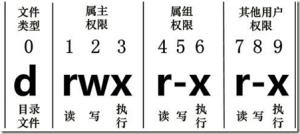 文件类型 属主权限 属组权限 其他用户权限
0 1 2 3 4 5 6 7 8 9
d rwx r-x r-x
目录文件 读 写 执行 读 写 执行 读 写 执行